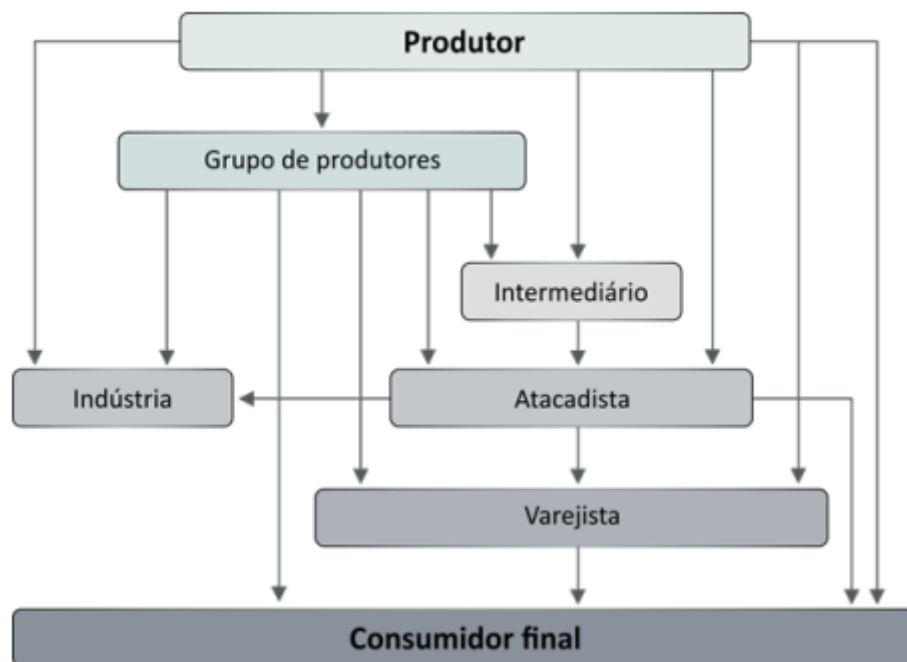 Produtor
Grupo de produtores
Intermediário
Indústria
Atacadista
Varejista
Consumidor final